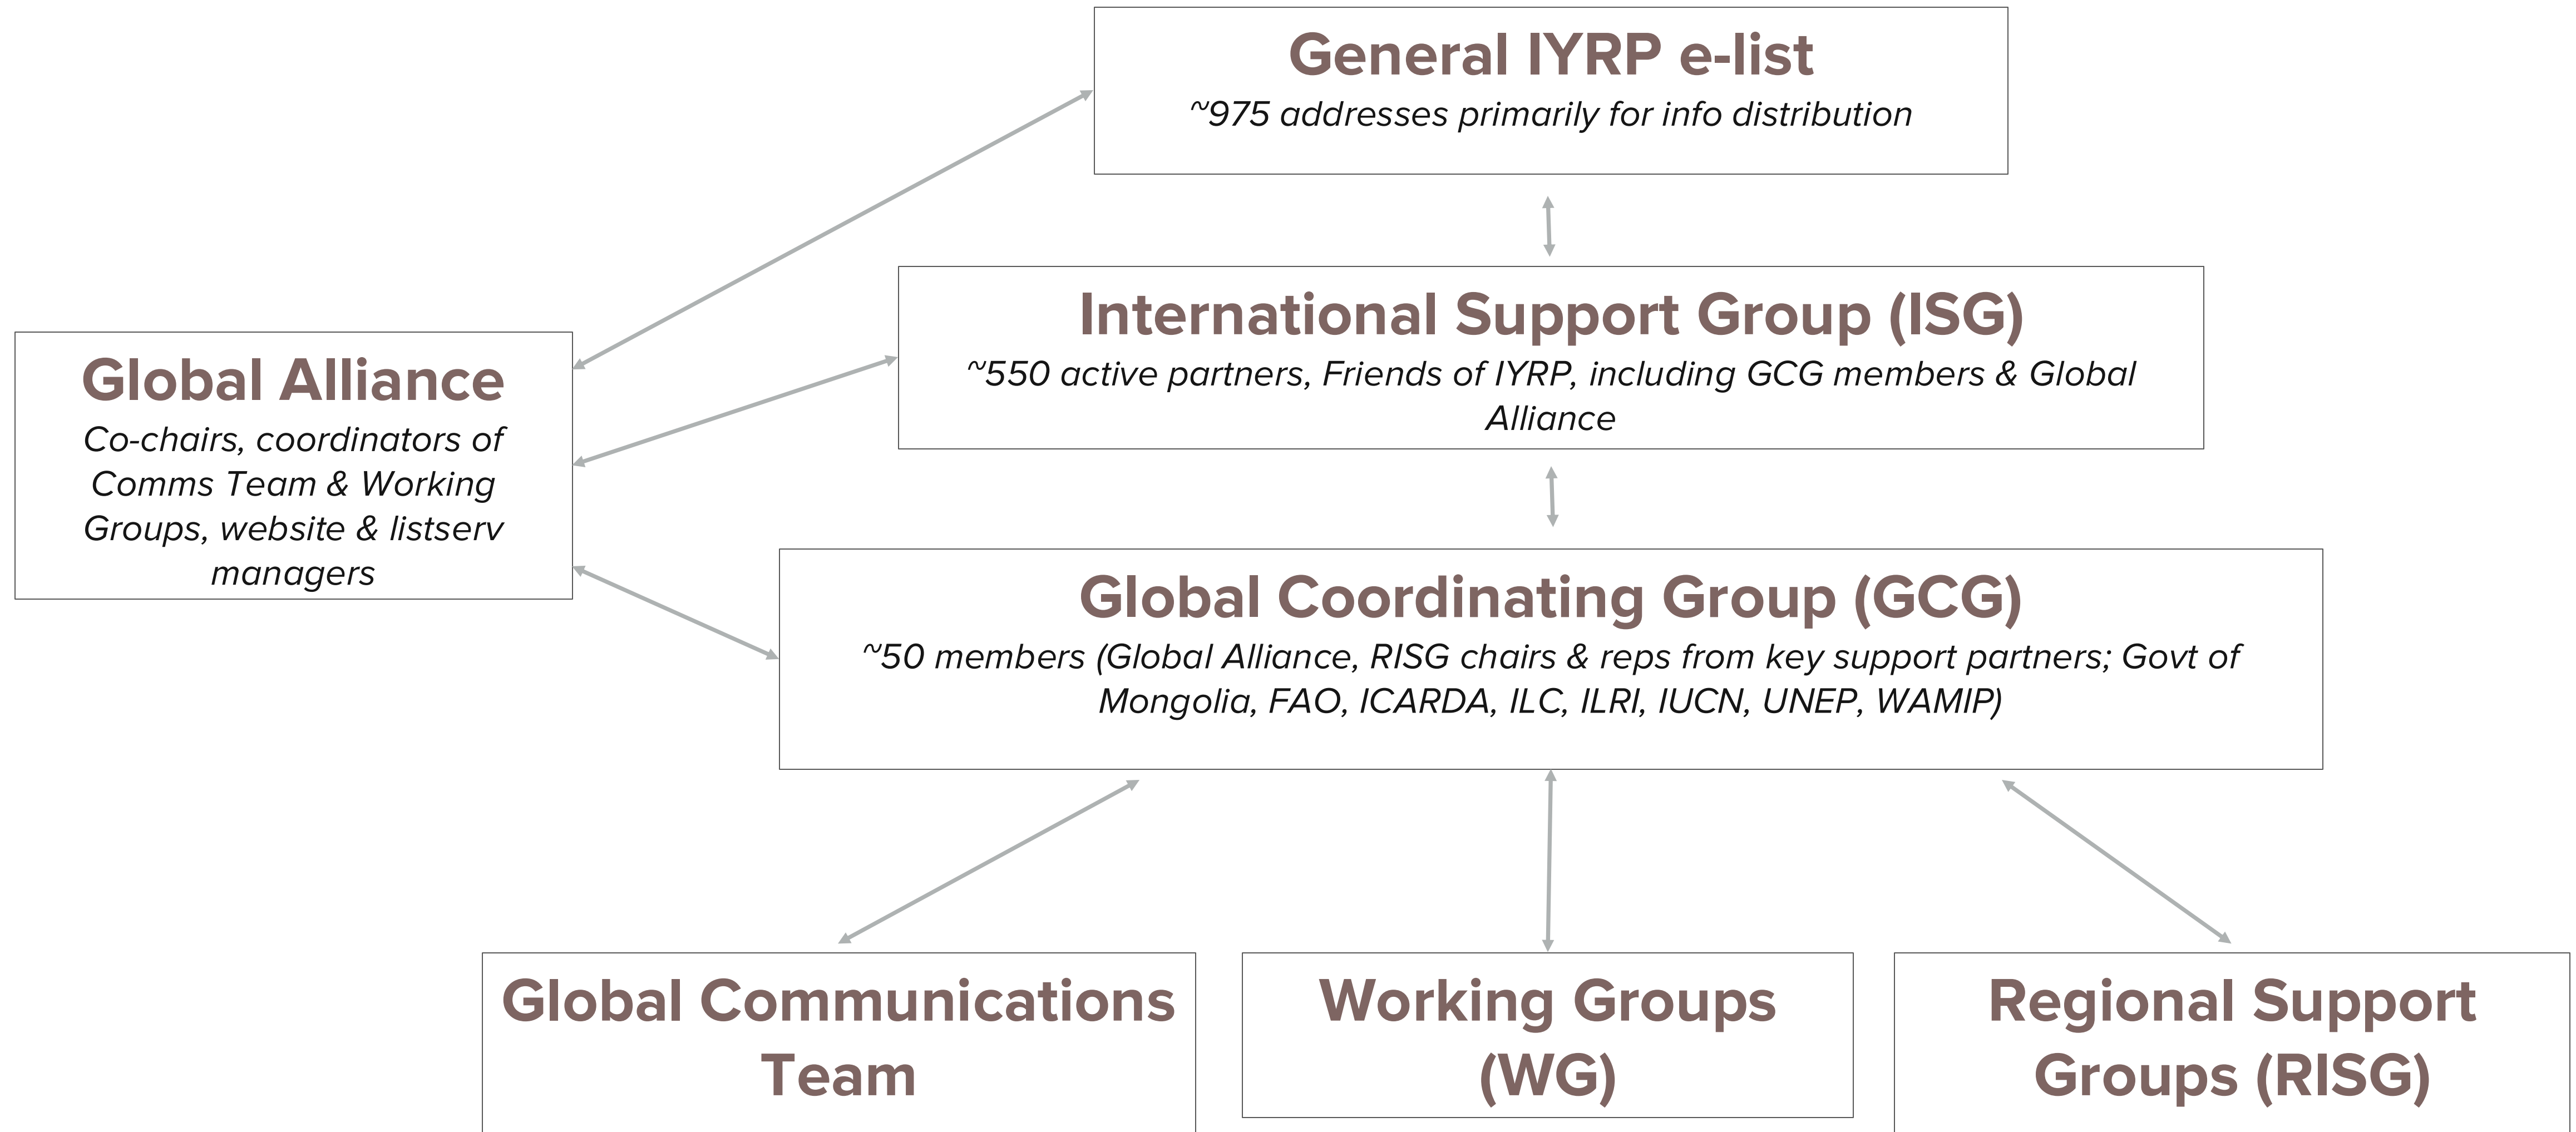 General IYRP e-list
~975 addresses primarily for info distribution
International Support Group (ISG)
~550 active partners, Friends of IYRP, including GCG members & Global
Alliance
Global Alliance
Co-chairs, coordinators of
Comms Team & Working
Groups, website & listserv
managers
Global Coordinating Group (GCG)
~50 members (Global Alliance, RISG chairs & reps from key support partners; Govt of
Mongolia, FAO, ICARDA, ILC, ILRI, IUCN, UNEP, WAMIP)
Global Communications
Team
Working Groups
(WG)
Regional Support
Groups (RISG)